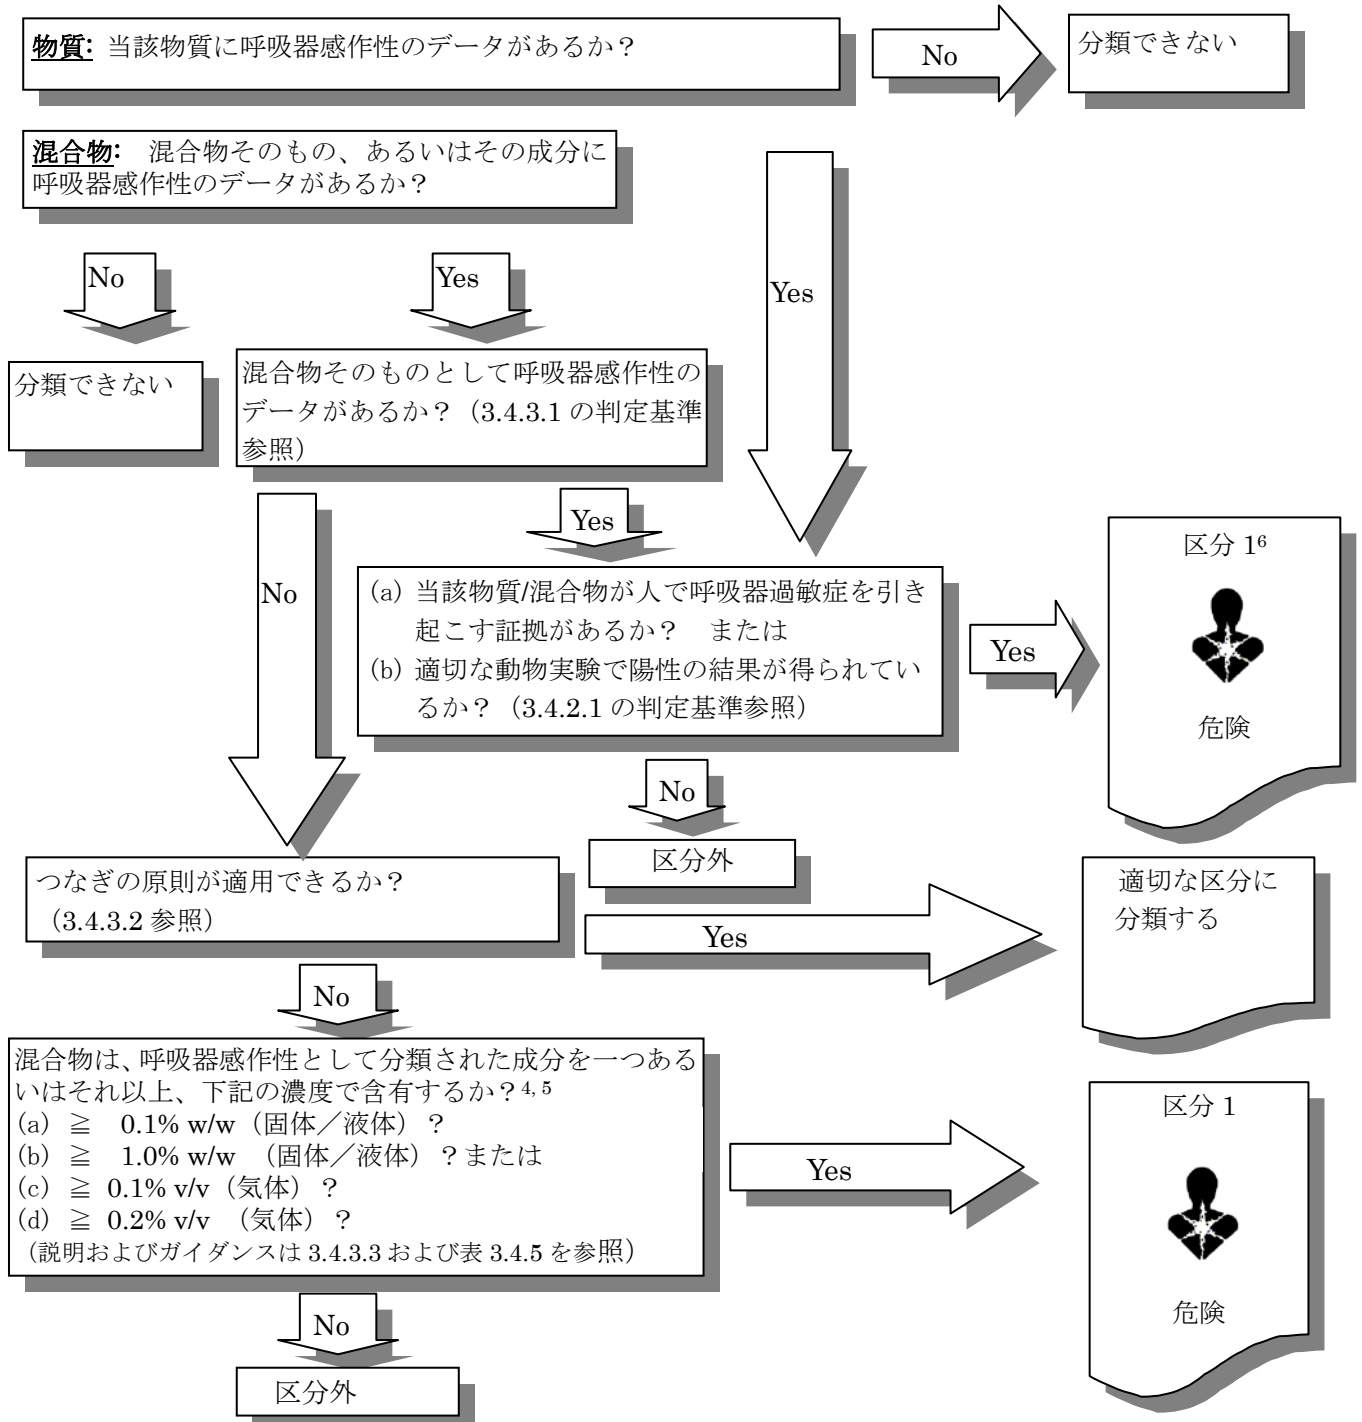 物質: 当該物質に呼吸器感作性のデータがあるか？
No
分類できない
混合物: 混合物そのもの、あるいはその成分に
呼吸器感作性のデータがあるか？
No
Yes
Yes
分類できない
混合物そのものとして呼吸器感作性の
データがあるか？（3.4.3.1 の判定基準
参照）
Yes
No
(a) 当該物質/混合物が人で呼吸器過敏症を引き
起こす証拠があるか？ または
(b) 適切な動物実験で陽性の結果が得られてい
るか？（3.4.2.1 の判定基準参照）
Yes
区分 1⁶
危険
No
区分外
つなぎの原則が適用できるか？
（3.4.3.2 参照）
Yes
適切な区分に
分類する
No
混合物は、呼吸器感作性として分類された成分を一つある
いはそれ以上、下記の濃度で含有するか？⁴,⁵
(a) ≧ 0.1% w/w（固体／液体）？
(b) ≧ 1.0% w/w （固体／液体）？または
(c) ≧ 0.1% v/v（気体）？
(d) ≧ 0.2% v/v （気体）？
（説明およびガイダンスは 3.4.3.3 および表 3.4.5 を参照）
Yes
区分 1
危険
No
区分外